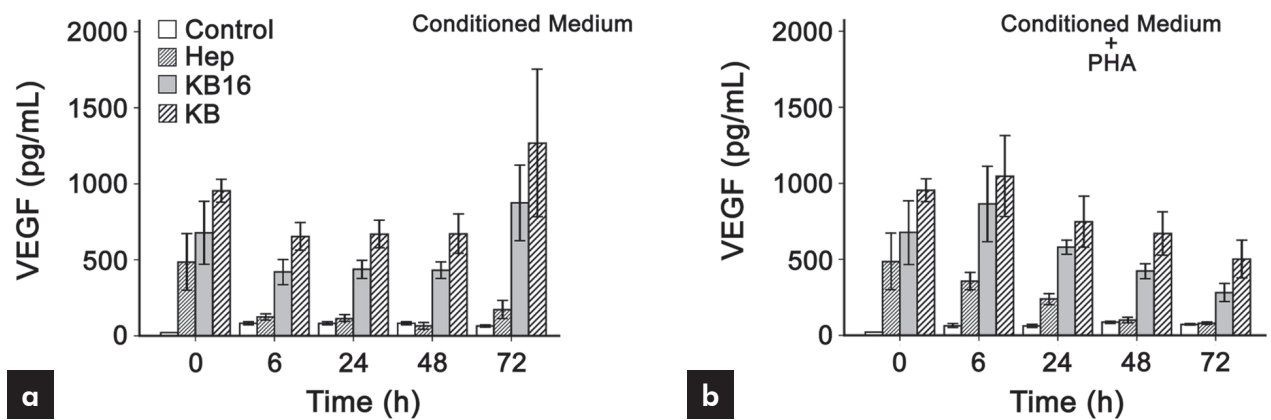 Conditioned Medium
Control
Hep
KB16
KB
VEGF (pg/mL)
2000
1500
1000
500
0
0 6 24 48 72
Time (h)
a
Conditioned Medium
+
PHA
VEGF (pg/mL)
2000
1500
1000
500
0
0 6 24 48 72
Time (h)
b